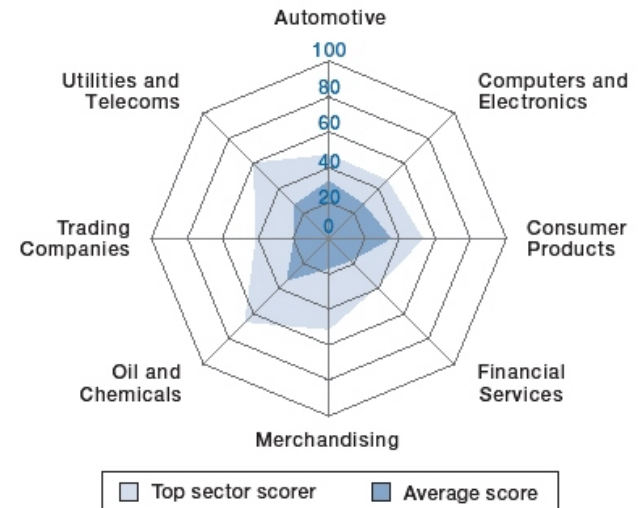 Automotive
100
Utilities and
Telecoms
80
Computers and
Electronics
60
40
20
Trading
Companies
0
Consumer
Products
Oil and
Chemicals
Financial
Services
Merchandising
Top sector scorer
Average score